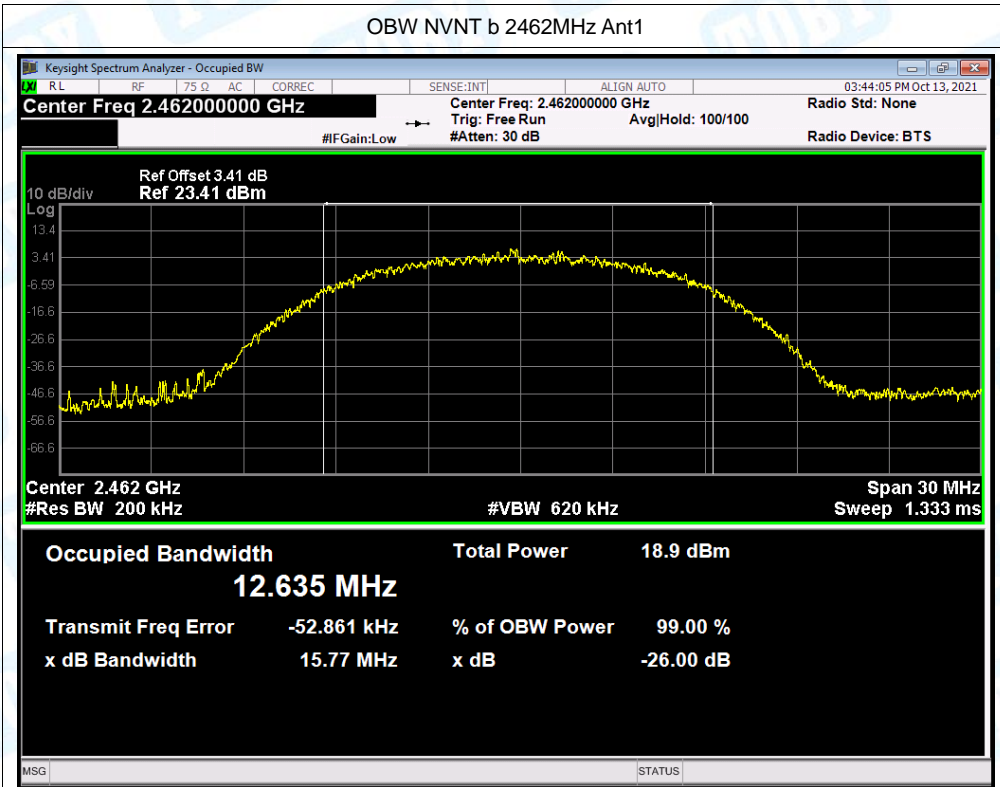 OBW NVNT b 2462MHz Ant1
Keysight Spectrum Analyzer - Occupied BW
LXI RL RF 75 Ω AC CORREC SENSE:INT ALIGN AUTO 03:44:05 PM Oct 13, 2021
Center Freq 2.462000000 GHz Center Freq: 2.462000000 GHz Radio Std: None
Trig: Free Run Avg|Hold: 100/100
#IFGain:Low #Atten: 30 dB Radio Device: BTS
Ref Offset 3.41 dB
10 dB/div Ref 23.41 dBm
Log
13.4
3.41
-6.59
-16.6
-26.6
-36.6
-46.6
-56.6
-66.6
Center 2.462 GHz Span 30 MHz
#Res BW 200 kHz #VBW 620 kHz Sweep 1.333 ms
Occupied Bandwidth Total Power 18.9 dBm
12.635 MHz
Transmit Freq Error -52.861 kHz % of OBW Power 99.00 %
x dB Bandwidth 15.77 MHz x dB -26.00 dB
MSG STATUS